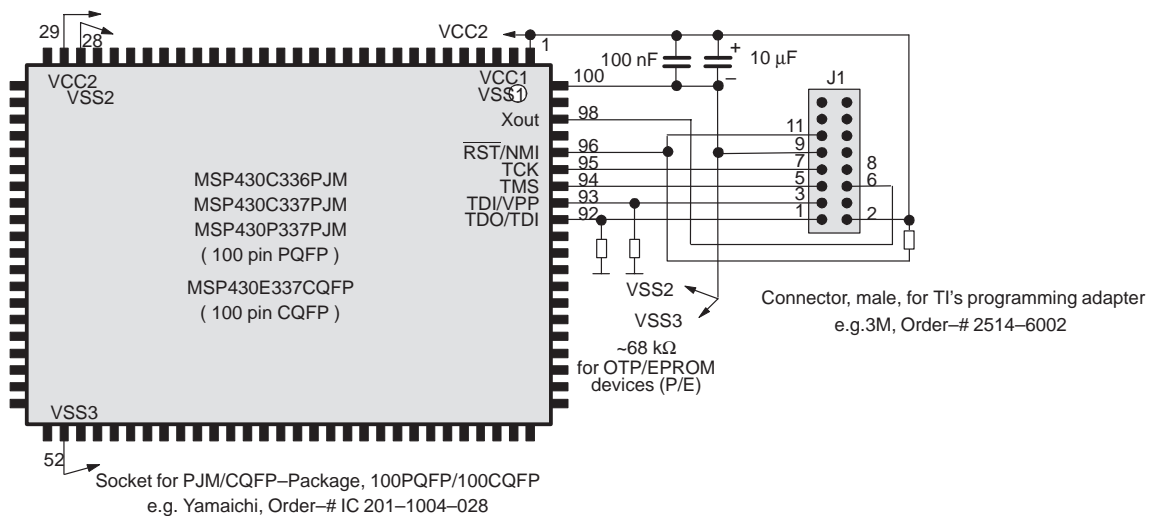 29
28
VCC2
1
100 nF
+
10 µF
–
J1
VCC2
VSS2
VCC1
VSS1
100
Xout
98
RST/NMI
96
TCK
95
TMS
94
TDI/VPP
93
TDO/TDI
92
11
9
7
5
3
1
8
6
2
MSP430C336PJM
MSP430C337PJM
MSP430P337PJM
( 100 pin PQFP )
MSP430E337CQFP
( 100 pin CQFP )
VSS2
VSS3
~68 kΩ
for OTP/EPROM
devices (P/E)
Connector, male, for TI's programming adapter
e.g.3M, Order–# 2514–6002
VSS3
52
Socket for PJM/CQFP–Package, 100PQFP/100CQFP
e.g. Yamaichi, Order–# IC 201–1004–028